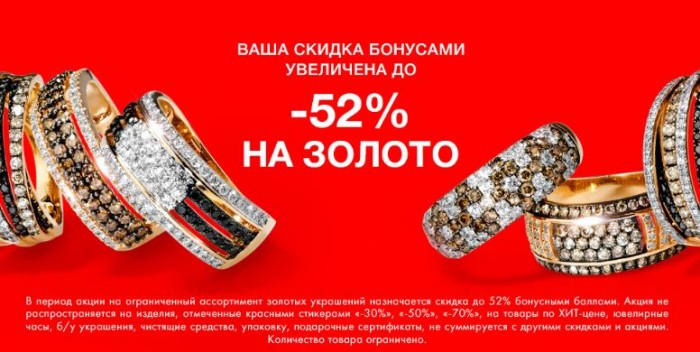 ВАША СКИДКА БОНУСАМИ
УВЕЛИЧЕНА ДО
-52%
НА ЗОЛОТО
В период акции на ограниченный ассортимент золотых украшений назначается скидка до 52% бонусными баллами. Акция не
распространяется на изделия, отмеченные красными стикерами «-30%», «-50%», «-70%», на товары по ХИТ-цене, ювелирные
часы, б/у украшения, чистящие средства, упаковку, подарочные сертификаты, не суммируется с другими скидками и акциями.
Количество товара ограничено.